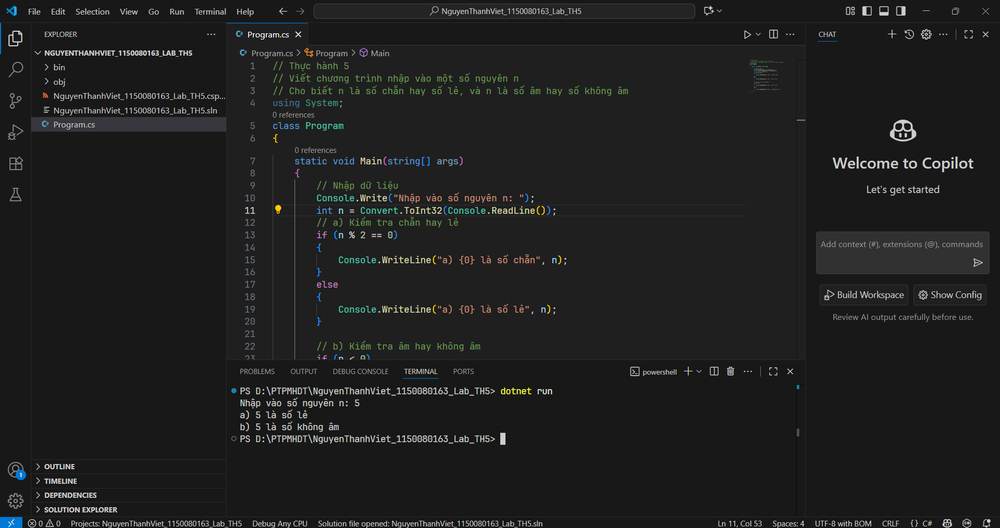 File Edit Selection View Go Run Terminal Help
NguyenThanhViet_1150080163_Lab_TH5
EXPLORER
NGUYENTHANHVIET_1150080163_LAB_TH5
bin
obj
NguyenThanhViet_1150080163_Lab_TH5.csp...
NguyenThanhViet_1150080163_Lab_TH5.sln
C# Program.cs
OUTLINE
TIMELINE
DEPENDENCIES
SOLUTION EXPLORER
1
C# Program.cs
C# Program.cs > Program > Main
1 // Thực hành 5
2 // Viết chương trình nhập vào một số nguyên n
3 // Cho biết n là số chẵn hay số lẻ, và n là số âm hay số không âm
4 using System;
0 references
5 class Program
6 {
0 references
7 static void Main(string[] args)
8 {
9 // Nhập dữ liệu
10 Console.Write("Nhập vào số nguyên n: ");
11 int n = Convert.ToInt32(Console.ReadLine());
12 // a) Kiểm tra chẵn hay lẻ
13 if (n % 2 == 0)
14 {
15 Console.WriteLine("a) {0} là số chẵn", n);
16 }
17 else
18 {
19 Console.WriteLine("a) {0} là số lẻ", n);
20 }
21
22 // b) Kiểm tra âm hay không âm
23 if (n < 0)
PROBLEMS OUTPUT DEBUG CONSOLE TERMINAL PORTS
powershell
PS D:\PTPMHDT\NguyenThanhViet_1150080163_Lab_TH5> dotnet run
Nhập vào số nguyên n: 5
a) 5 là số lẻ
b) 5 là số không âm
PS D:\PTPMHDT\NguyenThanhViet_1150080163_Lab_TH5>
CHAT
Welcome to Copilot
Let's get started
Add context (#), extensions (@), commands
Build Workspace
Show Config
Review AI output carefully before use.
0 0 Projects: NguyenThanhViet_1150080163_Lab_TH5 Debug Any CPU Solution file opened: NguyenThanhViet_1150080163_Lab_TH5.sln Ln 11, Col 53 Spaces: 4 UTF-8 with BOM CRLF {} C#